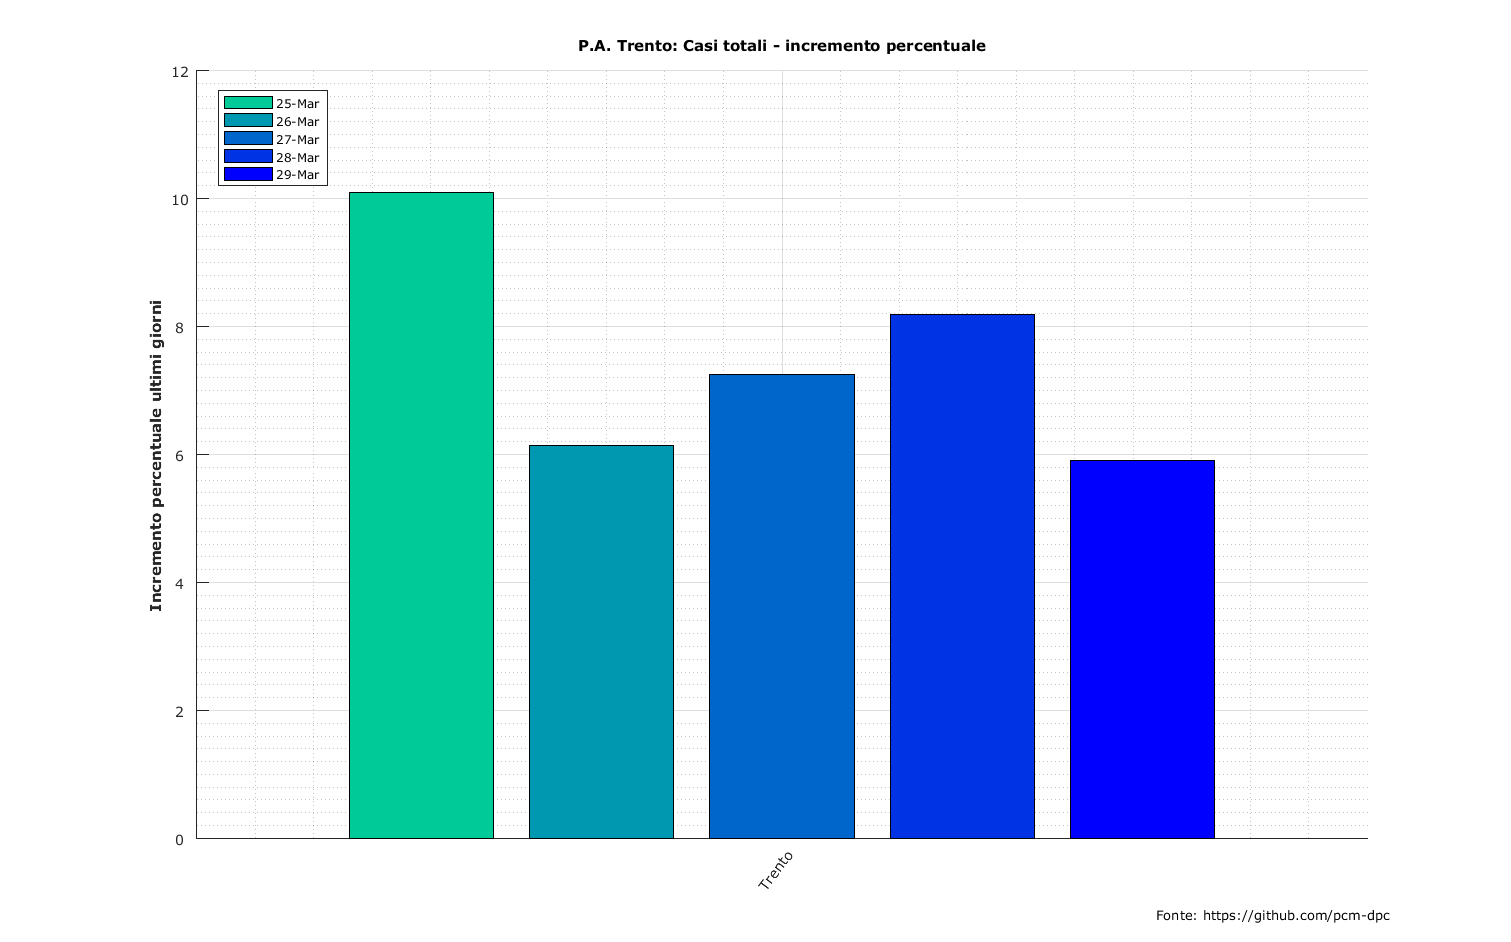 P.A. Trento: Casi totali - incremento percentuale
12
10
8
6
4
2
0
Incremento percentuale ultimi giorni
25-Mar
26-Mar
27-Mar
28-Mar
29-Mar
Trento
Fonte: https://github.com/pcm-dpc